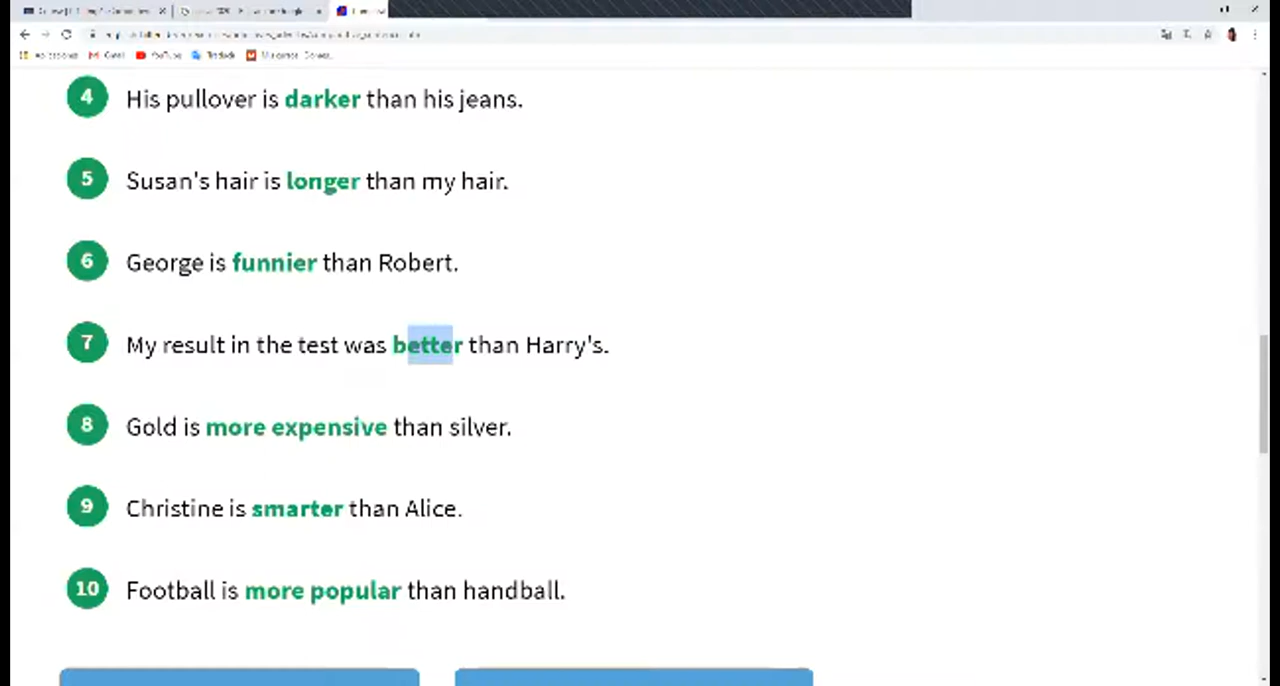 Gmail YouTube
4 His pullover is darker than his jeans.
5 Susan's hair is longer than my hair.
6 George is funnier than Robert.
7 My result in the test was better than Harry's.
8 Gold is more expensive than silver.
9 Christine is smarter than Alice.
10 Football is more popular than handball.